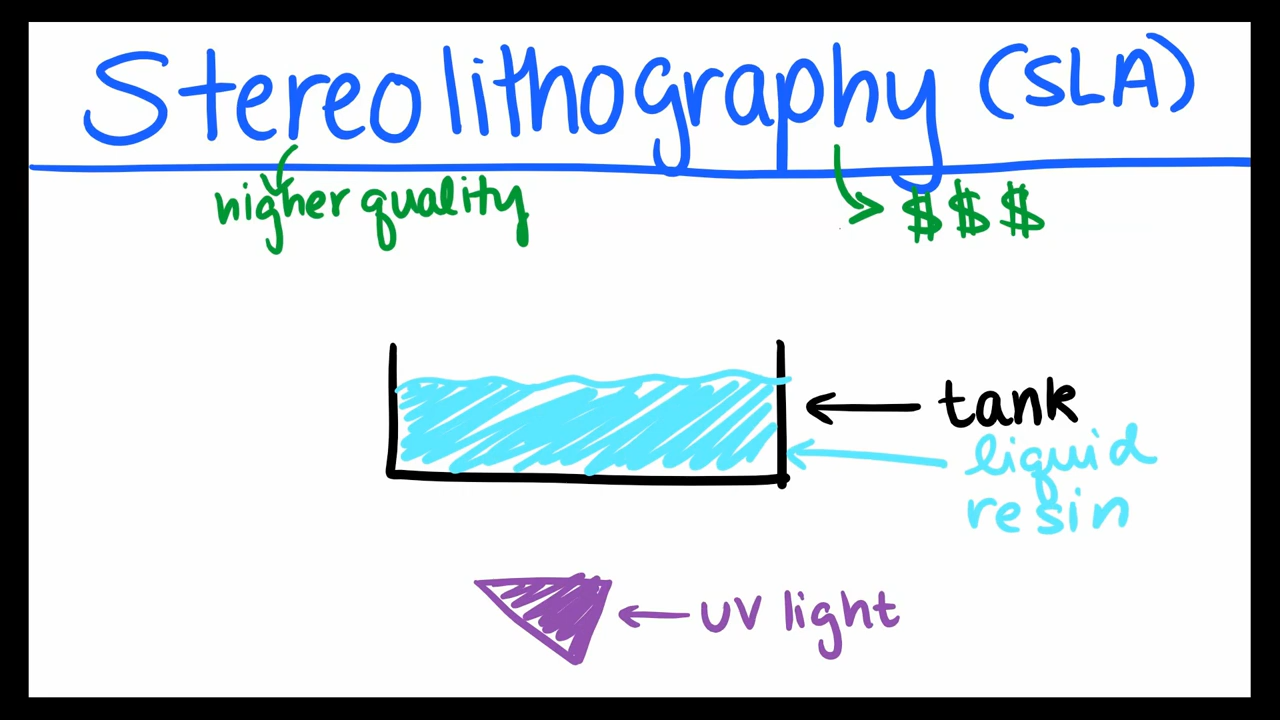 Stereolithography (SLA)
higher quality
$ $ $
tank
liquid
resin
UV light